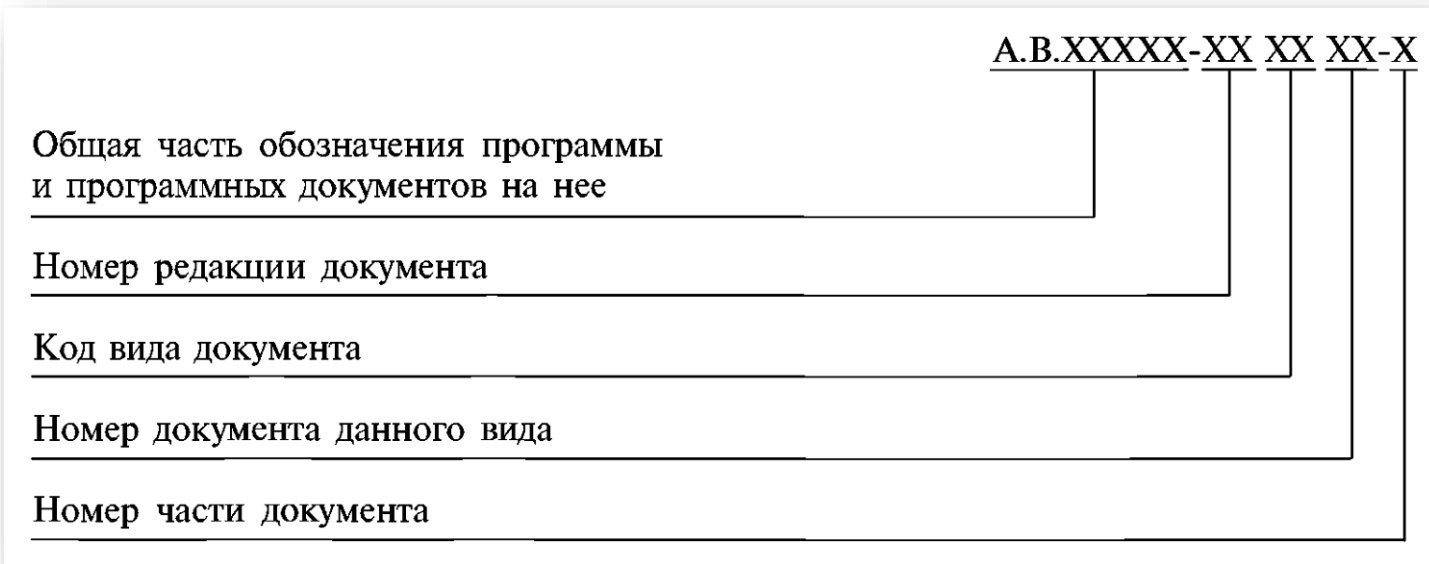 А.В.ХХХХХ-ХХ ХХ ХХ-Х
Общая часть обозначения программы
и программных документов на нее
Номер редакции документа
Код вида документа
Номер документа данного вида
Номер части документа